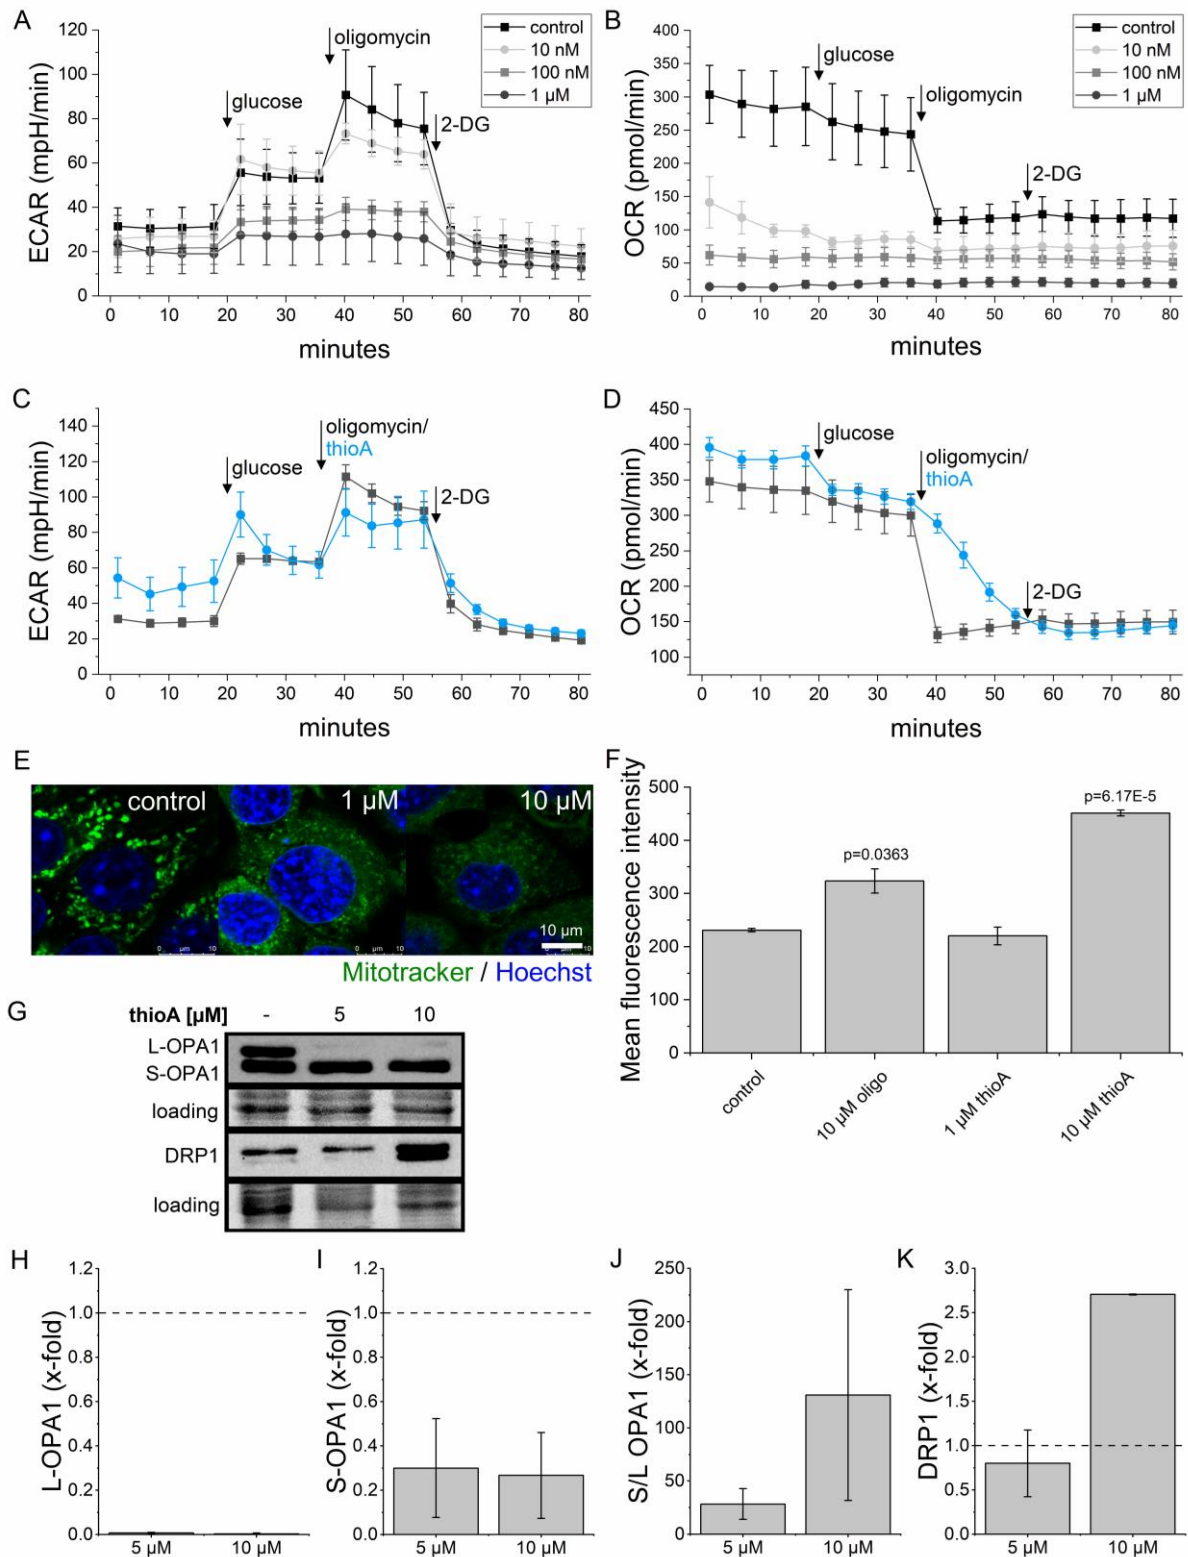 A
ECAR (mpH/min)
120
100
80
60
40
20
0
0 10 20 30 40 50 60 70 80
minutes
glucose
oligomycin
2-DG
control
10 nM
100 nM
1 µM
B
OCR (pmol/min)
400
350
300
250
200
150
100
50
0
0 10 20 30 40 50 60 70 80
minutes
glucose
oligomycin
2-DG
control
10 nM
100 nM
1 µM
C
ECAR (mpH/min)
140
120
100
80
60
40
20
0
0 10 20 30 40 50 60 70 80
minutes
glucose
oligomycin/
thioA
2-DG
D
OCR (pmol/min)
450
400
350
300
250
200
150
100
0 10 20 30 40 50 60 70 80
minutes
glucose
oligomycin/
thioA
2-DG
E
control
1 µM
10 µM
0 µm 10
0 µm 10
10 µm
Mitotracker / Hoechst
F
Mean fluorescence intensity
500
400
300
200
100
0
p=0.0363
p=6.17E-5
control
10 µM oligo
1 µM thioA
10 µM thioA
G
thioA [µM] - 5 10
L-OPA1
S-OPA1
loading
DRP1
loading
H
L-OPA1 (x-fold)
1.2
1.0
0.8
0.6
0.4
0.2
0.0
5 µM 10 µM
I
S-OPA1 (x-fold)
1.2
1.0
0.8
0.6
0.4
0.2
0.0
5 µM 10 µM
J
S/L OPA1 (x-fold)
250
200
150
100
50
0
5 µM 10 µM
K
DRP1 (x-fold)
3.0
2.5
2.0
1.5
1.0
0.5
0.0
5 µM 10 µM